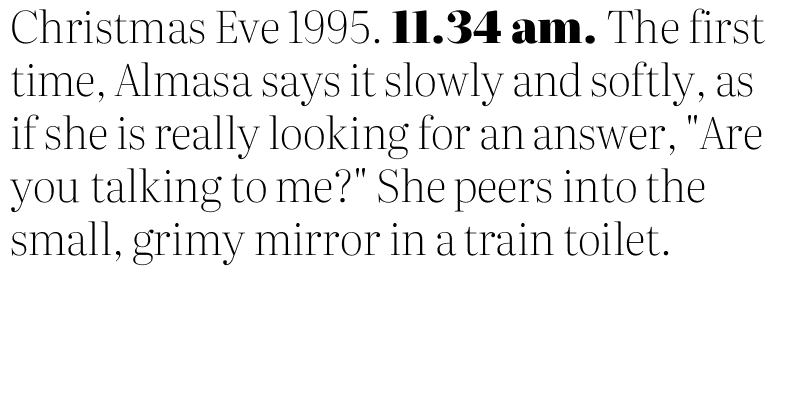 Christmas Eve 1995. 11.34 am. The first
time, Almasa says it slowly and softly, as
if she is really looking for an answer, "Are
you talking to me?" She peers into the
small, grimy mirror in a train toilet.